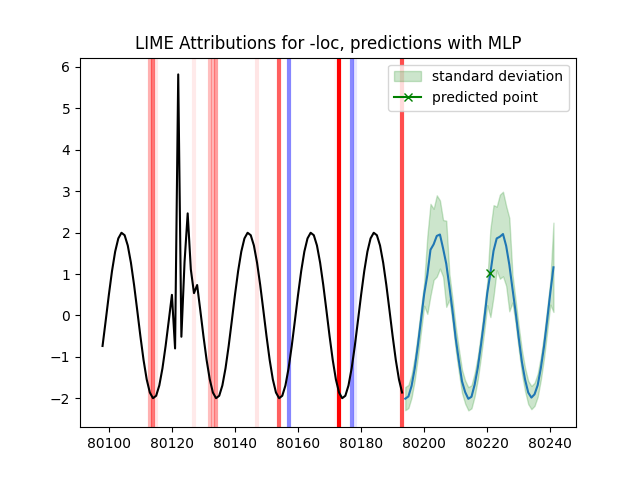 LIME Attributions for -loc, predictions with MLP
standard deviation
predicted point
6
5
4
3
2
1
0
−1
−2
80100 80120 80140 80160 80180 80200 80220 80240